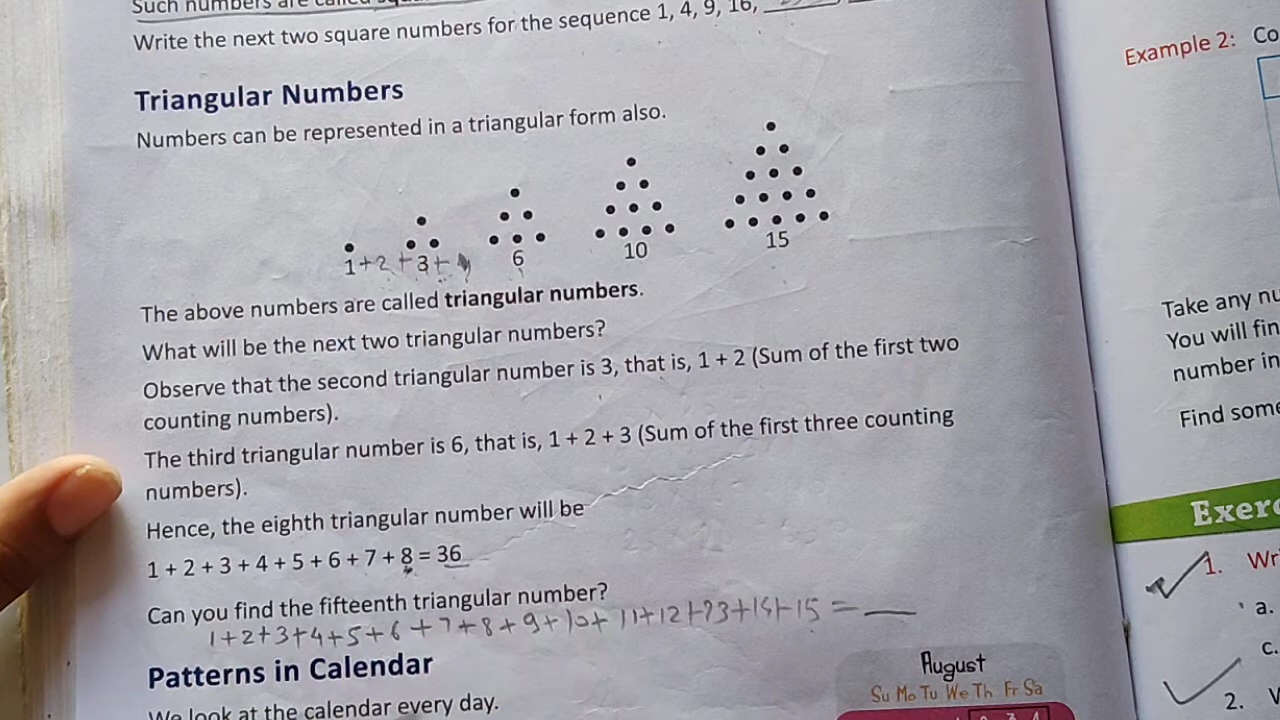 Such numbers are called
Write the next two square numbers for the sequence 1, 4, 9, 16,
Triangular Numbers
Numbers can be represented in a triangular form also.
1+2+3+
6
10
15
The above numbers are called triangular numbers.
What will be the next two triangular numbers?
Observe that the second triangular number is 3, that is, 1 + 2 (Sum of the first two
counting numbers).
The third triangular number is 6, that is, 1 + 2 + 3 (Sum of the first three counting
numbers).
Hence, the eighth triangular number will be
1 + 2 + 3 + 4 + 5 + 6 + 7 + 8 = 36
Can you find the fifteenth triangular number?
1+2+3+4+5+6+7+8+9+10+11+12+13+14+15 = __
Patterns in Calendar
We look at the calendar every day.
August
Su Mo Tu We Th Fr Sa
Example 2: Co
Take any nu
You will fin
number in
Find some
Exerc
1. Wr
a.
c.
2.